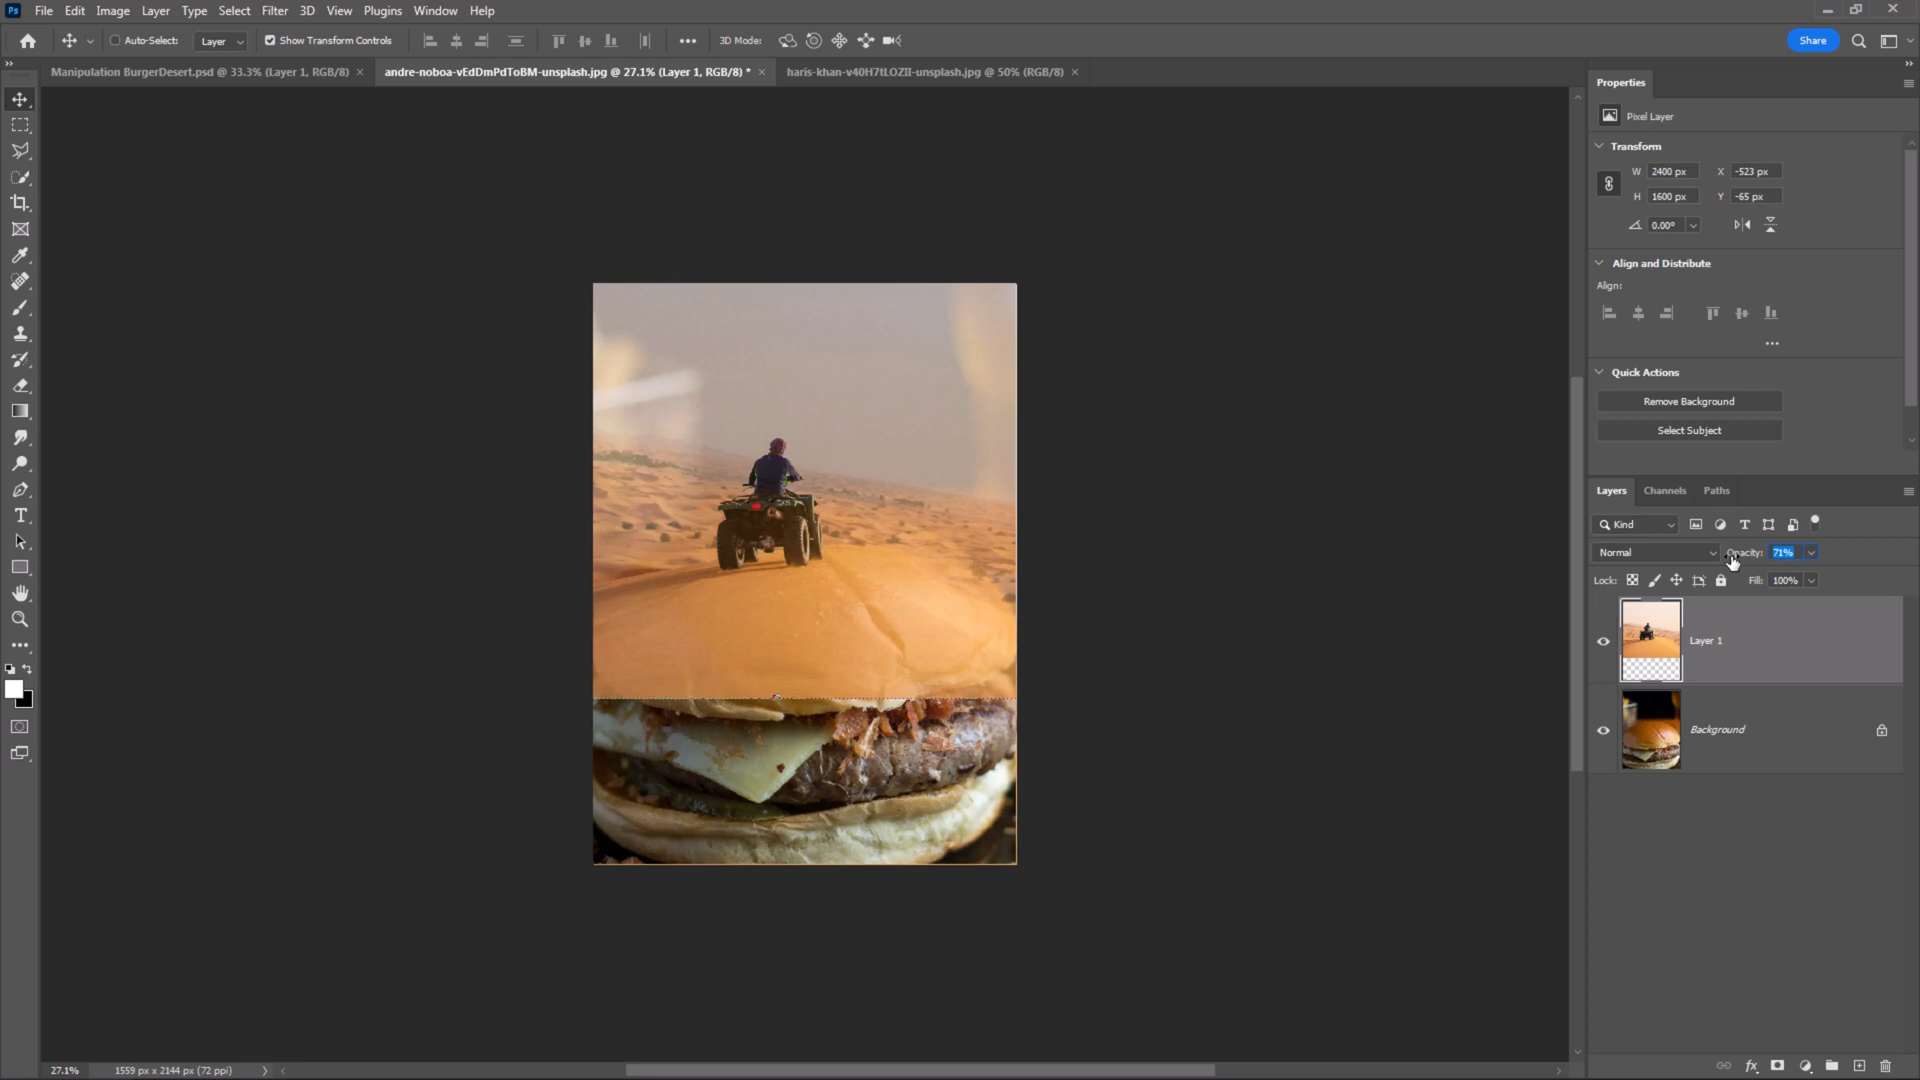 Ps File Edit Image Layer Type Select Filter 3D View Plugins Window Help
Auto-Select: Layer Show Transform Controls 3D Mode: Share
Manipulation BurgerDesert.psd @ 33.3% (Layer 1, RGB/8) andre-noboa-vEdDmPdToBM-unsplash.jpg @ 27.1% (Layer 1, RGB/8) * haris-khan-v40H7tLOZII-unsplash.jpg @ 50% (RGB/8)
Properties
Pixel Layer
Transform
W 2400 px X -523 px
H 1600 px Y -65 px
0.00°
Align and Distribute
Align:
Quick Actions
Remove Background
Select Subject
Layers Channels Paths
Kind
Normal Opacity: 71%
Lock: Fill: 100%
Layer 1
Background
27.1% 1559 px x 2144 px (72 ppi)